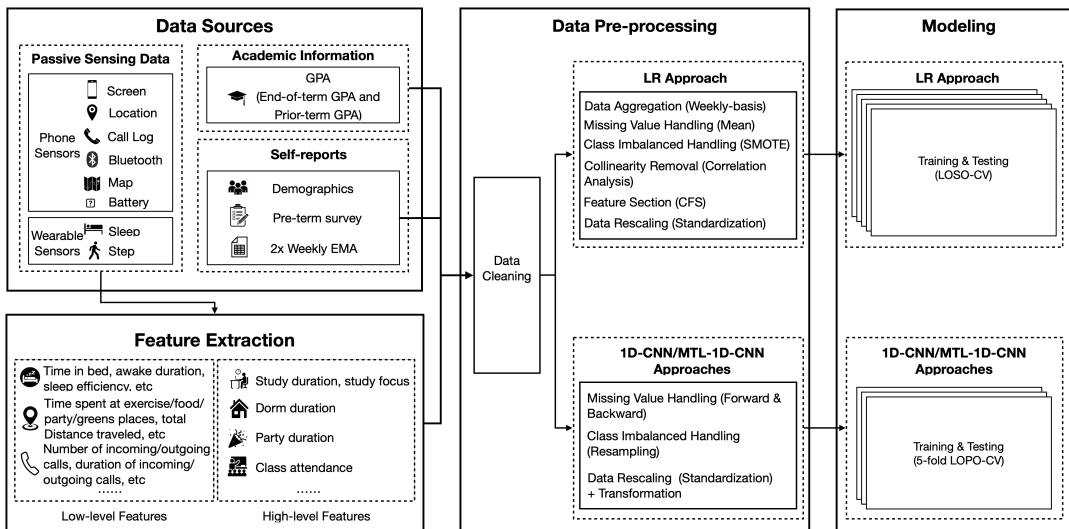 Data Sources
Passive Sensing Data
Phone
Sensors
Screen
Location
Call Log
Bluetooth
Map
Battery
Wearable
Sensors
Sleep
Step
Academic Information
GPA
(End-of-term GPA and
Prior-term GPA)
Self-reports
Demographics
Pre-term survey
2x Weekly EMA
Feature Extraction
Time in bed, awake duration,
sleep efficiency, etc
Time spent at exercise/food/
party/greens places, total
Distance traveled, etc
Number of incoming/outgoing
calls, duration of incoming/
outgoing calls, etc
......
Low-level Features
Study duration, study focus
Dorm duration
Party duration
Class attendance
......
High-level Features
Data Pre-processing
Data
Cleaning
LR Approach
Data Aggregation (Weekly-basis)
Missing Value Handling (Mean)
Class Imbalanced Handling (SMOTE)
Collinearity Removal (Correlation
Analysis)
Feature Section (CFS)
Data Rescaling (Standardization)
1D-CNN/MTL-1D-CNN
Approaches
Missing Value Handling (Forward &
Backward)
Class Imbalanced Handling
(Resampling)
Data Rescaling (Standardization)
+ Transformation
Modeling
LR Approach
Training & Testing
(LOSO-CV)
1D-CNN/MTL-1D-CNN
Approaches
Training & Testing
(5-fold LOPO-CV)